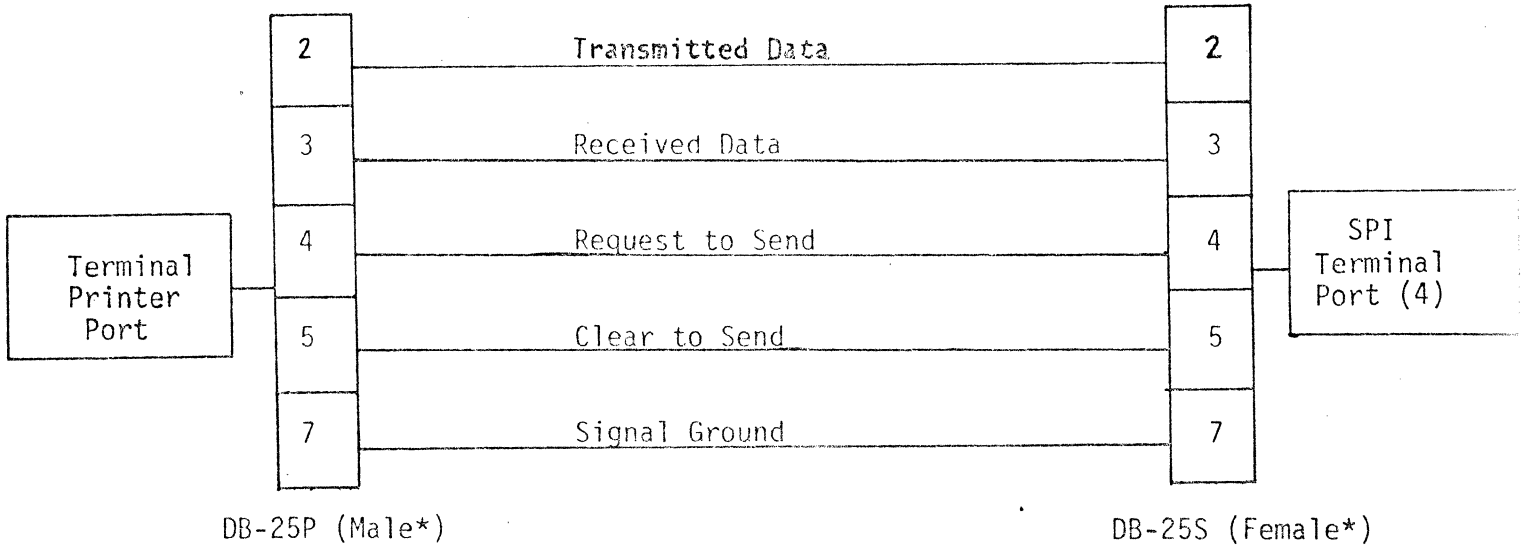 2 Transmitted Data 2
3 Received Data 3
4 Request to Send 4
5 Clear to Send 5
7 Signal Ground 7
Terminal
Printer
Port
SPI
Terminal
Port (4)
DB-25P (Male*)
DB-25S (Female*)